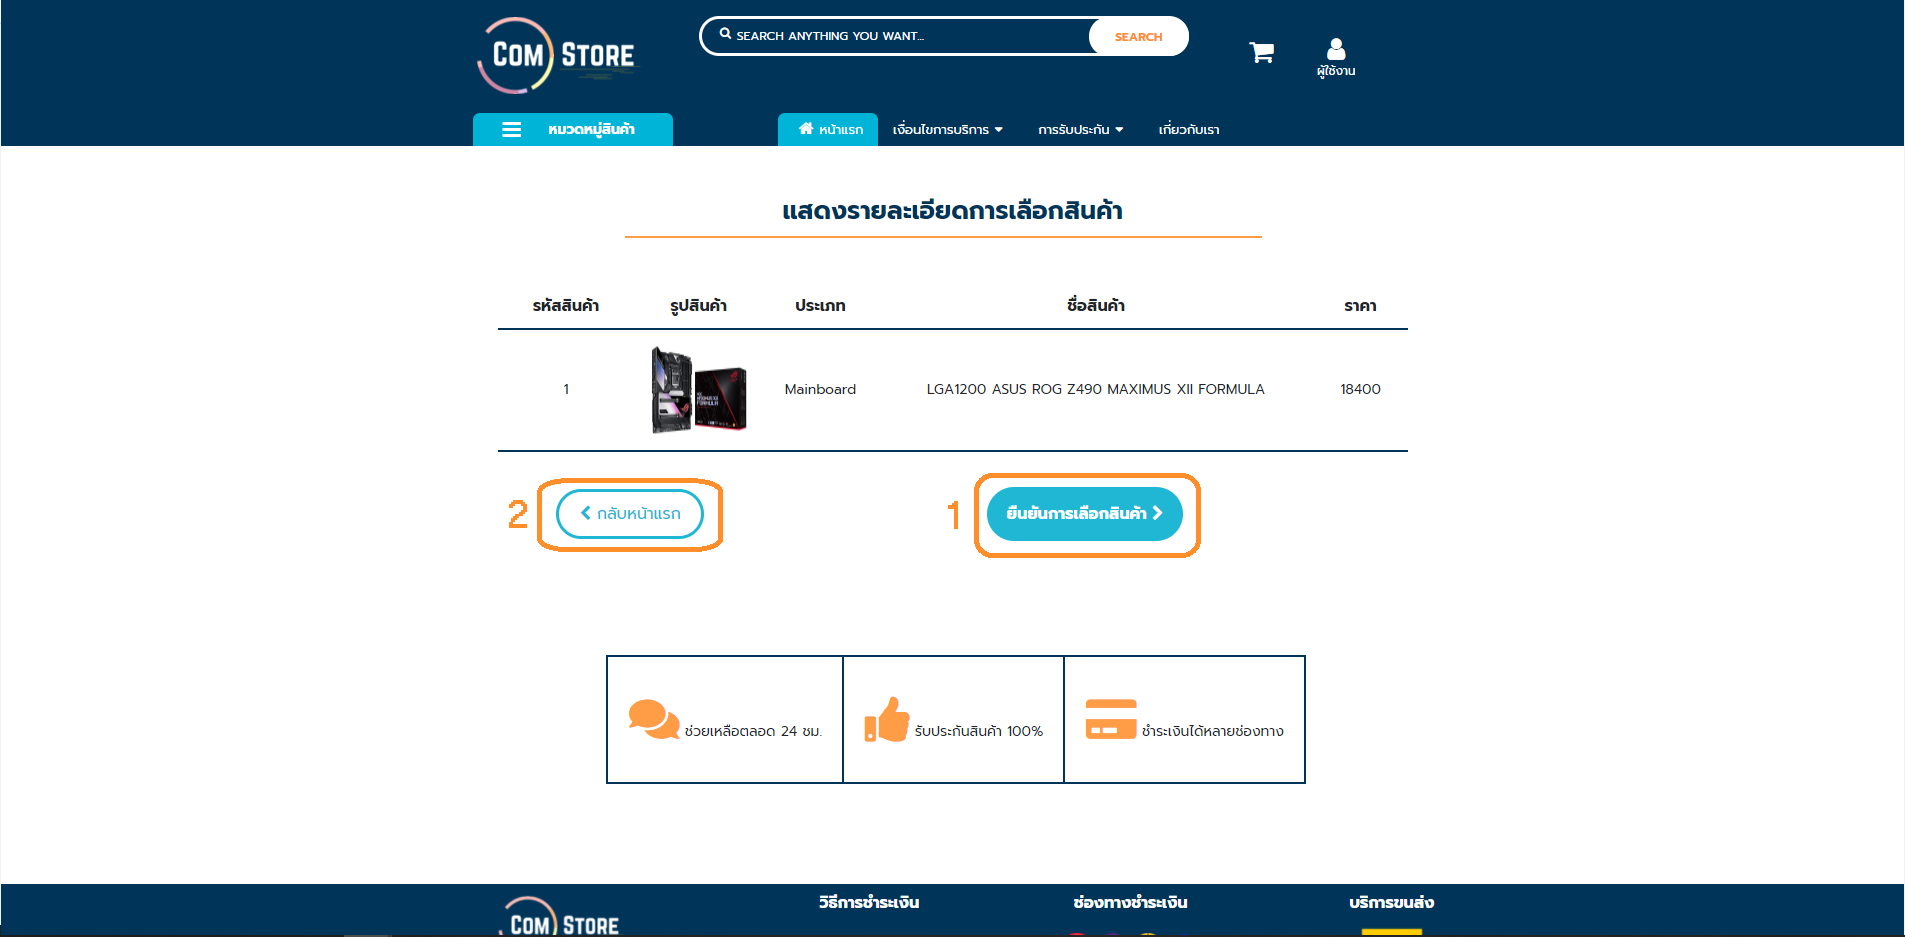 COM STORE
SEARCH ANYTHING YOU WANT...
SEARCH
ผู้ใช้งาน
หมวดหมู่สินค้า
หน้าแรก
เงื่อนไขการบริการ
การรับประกัน
เกี่ยวกับเรา
แสดงรายละเอียดการเลือกสินค้า
รหัสสินค้า รูปสินค้า ประเภท ชื่อสินค้า ราคา
1 Mainboard LGA1200 ASUS ROG Z490 MAXIMUS XII FORMULA 18400
2 กลับหน้าแรก
1 ยืนยันการเลือกสินค้า
ช่วยเหลือตลอด 24 ชม.
รับประกันสินค้า 100%
ชำระเงินได้หลายช่องทาง
COM STORE
วิธีการชำระเงิน
ช่องทางชำระเงิน
บริการขนส่ง